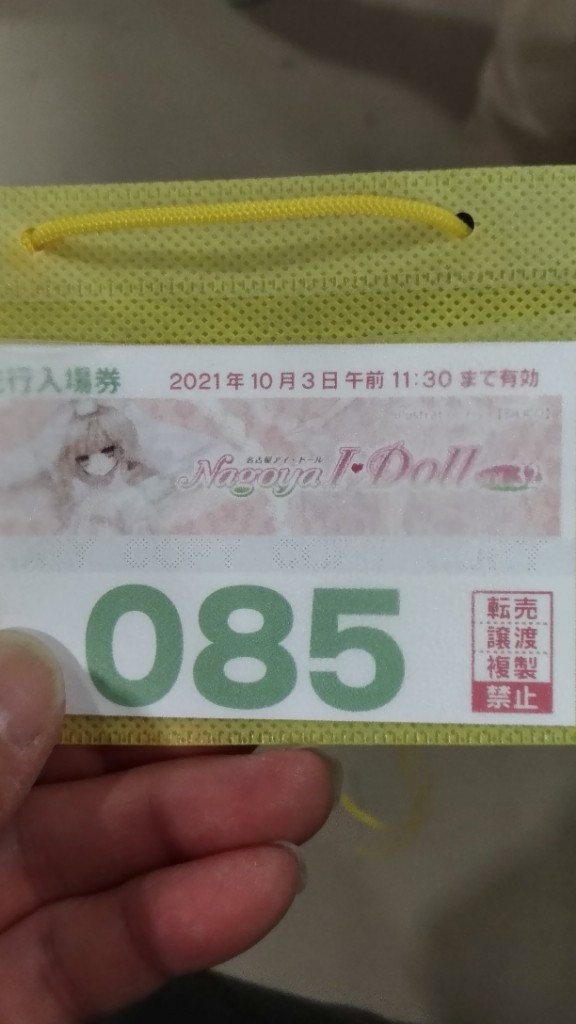 行入場券 2021年10月3日 午前 11:30 まで有効
名古屋アイ・ドール
Nagoya I・Doll
COPY COPY
085
転売
譲渡
複製
禁止